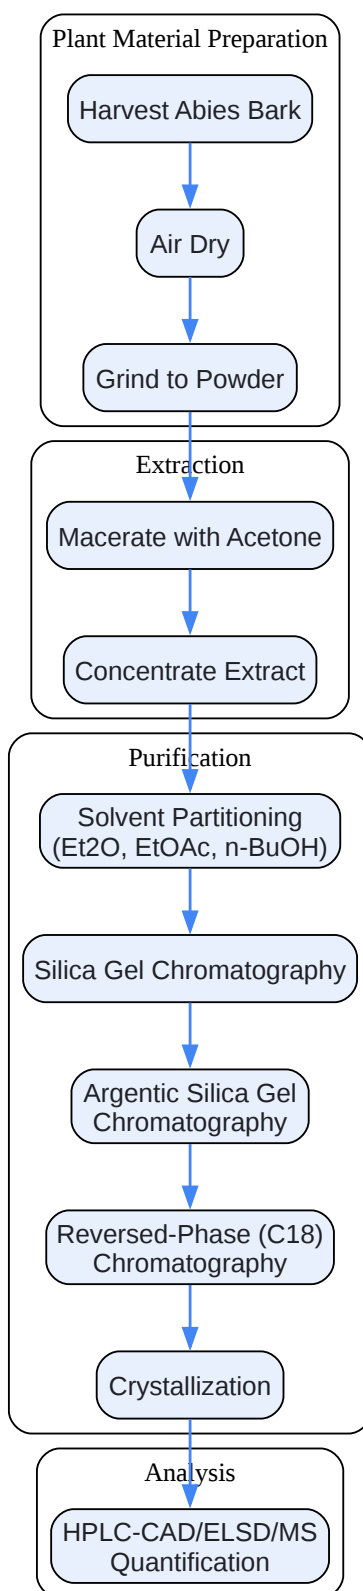 Plant Material Preparation
Harvest Abies Bark
Air Dry
Grind to Powder
Extraction
Macerate with Acetone
Concentrate Extract
Purification
Solvent Partitioning
(Et2O, EtOAc, n-BuOH)
Silica Gel Chromatography
Argentic Silica Gel
Chromatography
Reversed-Phase (C18)
Chromatography
Crystallization
Analysis
HPLC-CAD/ELSD/MS
Quantification